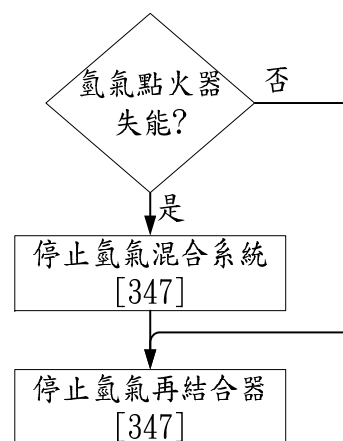 氫氣點火器
失能?
否
是
停止氫氣混合系統
[347]
停止氫氣再結合器
[347]